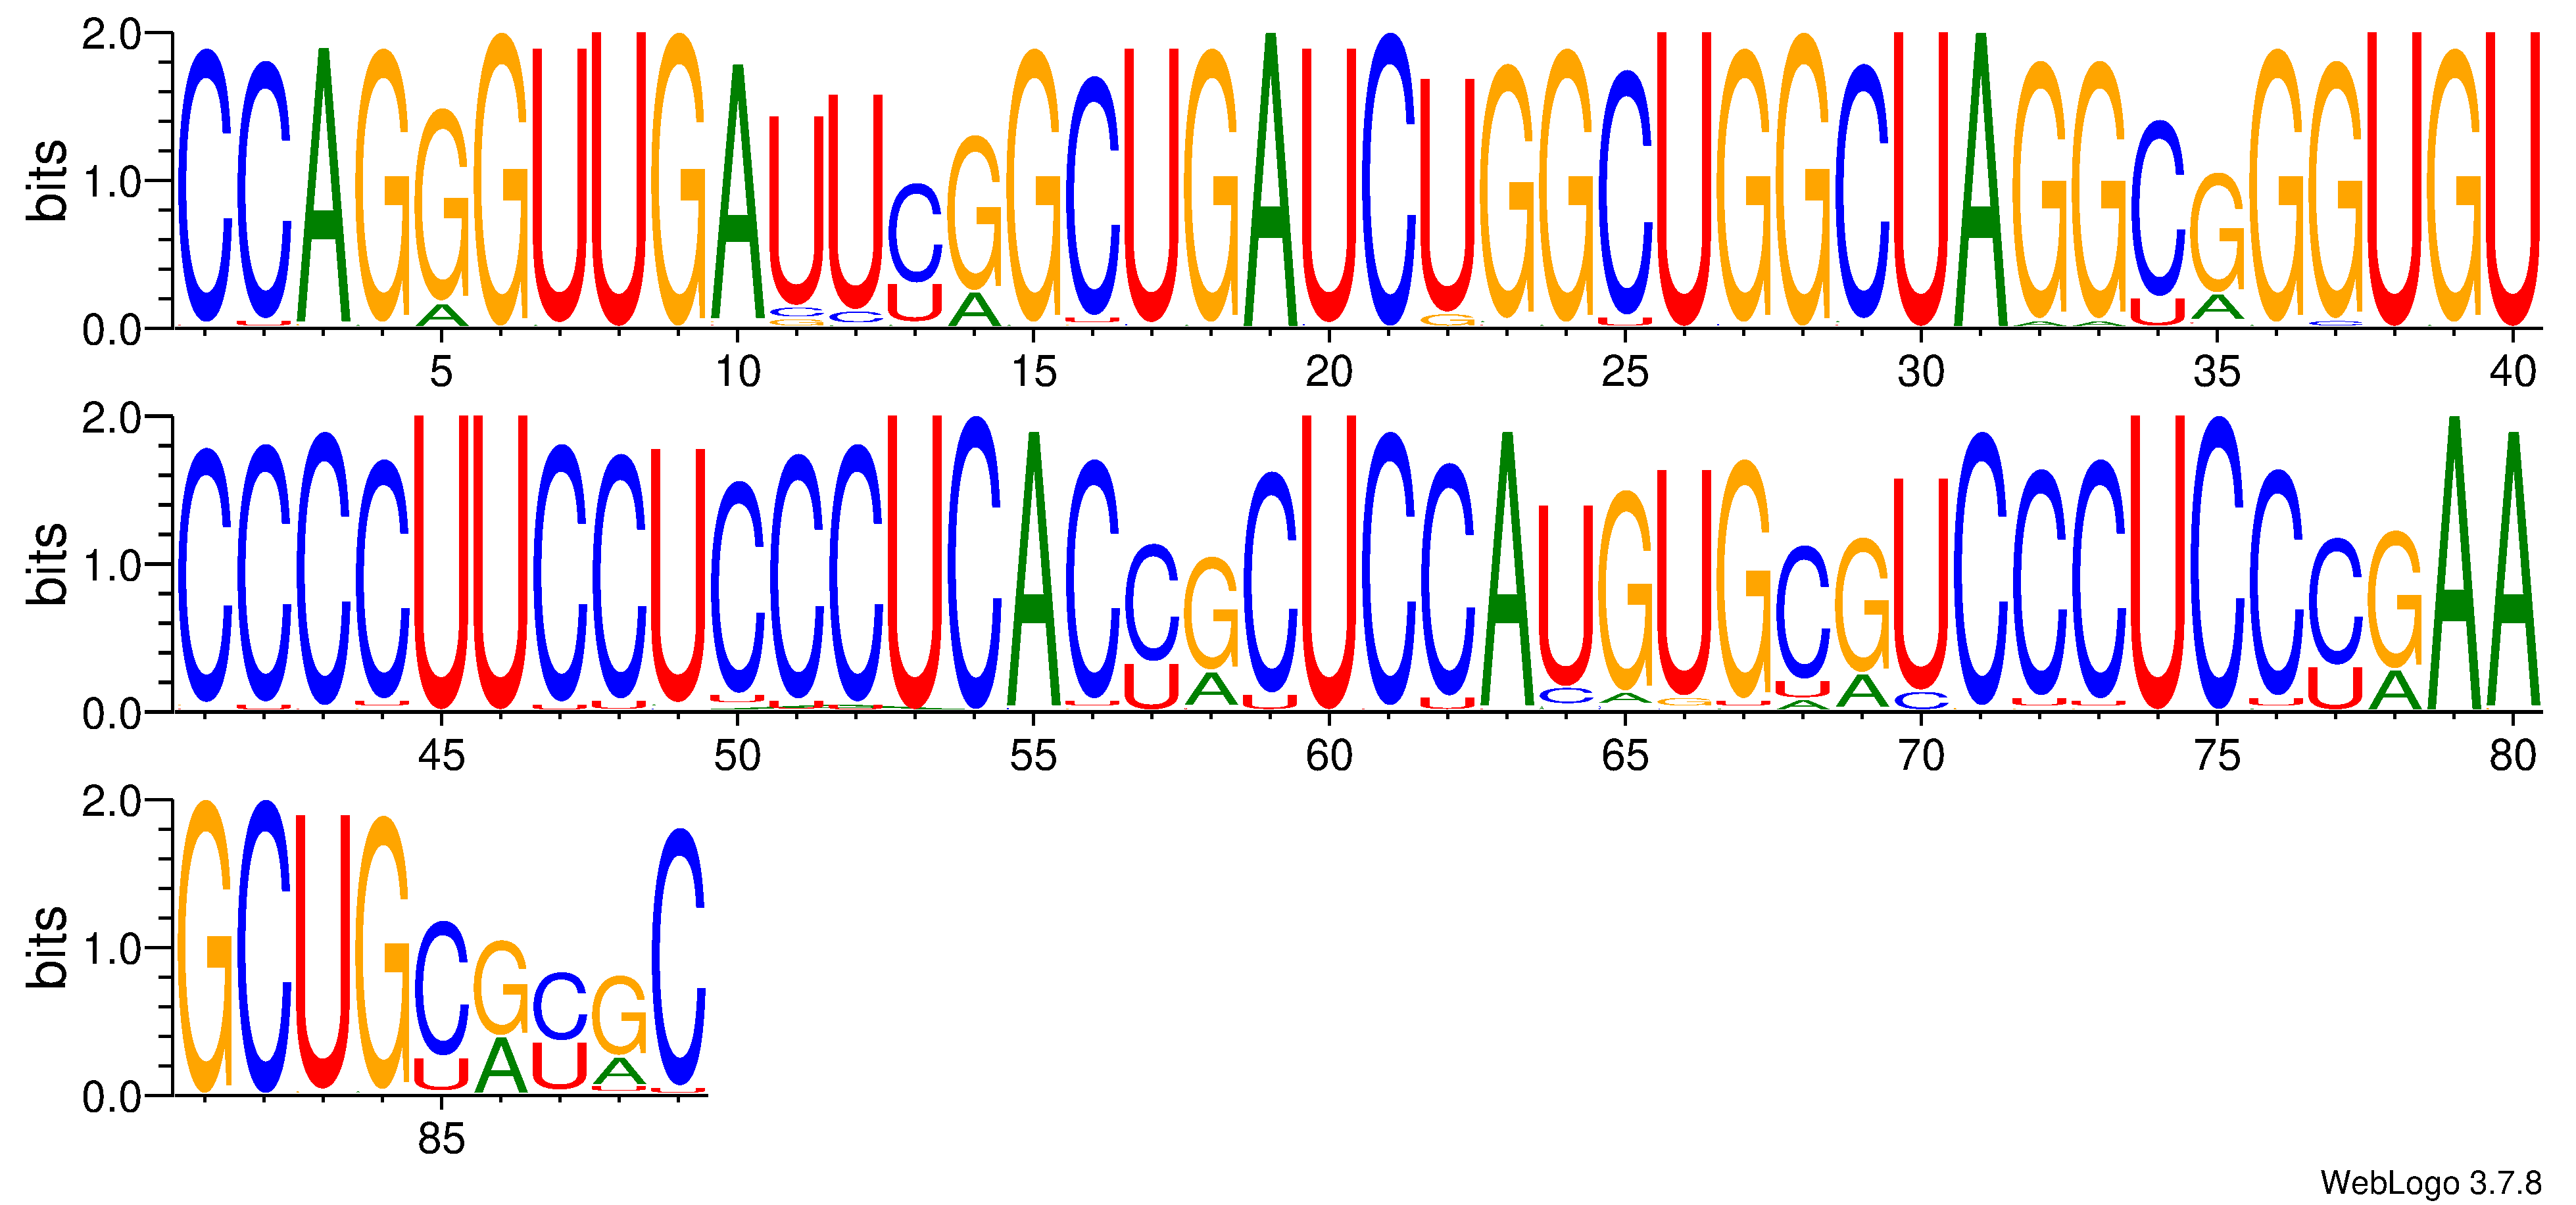 2.0
1.0
0.0
bits
CCAGGGUUGAUUCGGCUGAUCUGGCUGGCUAGGCGGGUGU
A C C U A U G U A A U A C
G
5 10 15 20 25 30 35 40
2.0
1.0
0.0
bits
CCCCUUCCUCCCUCACCGCUCCAUGUGCGUCCCUCCCGAA
U U U U U U U A U U C A G U U A C U U U U A
A
45 50 55 60 65 70 75 80
2.0
1.0
0.0
bits
GCUGCGCGC
U A U A U
U
85
WebLogo 3.7.8